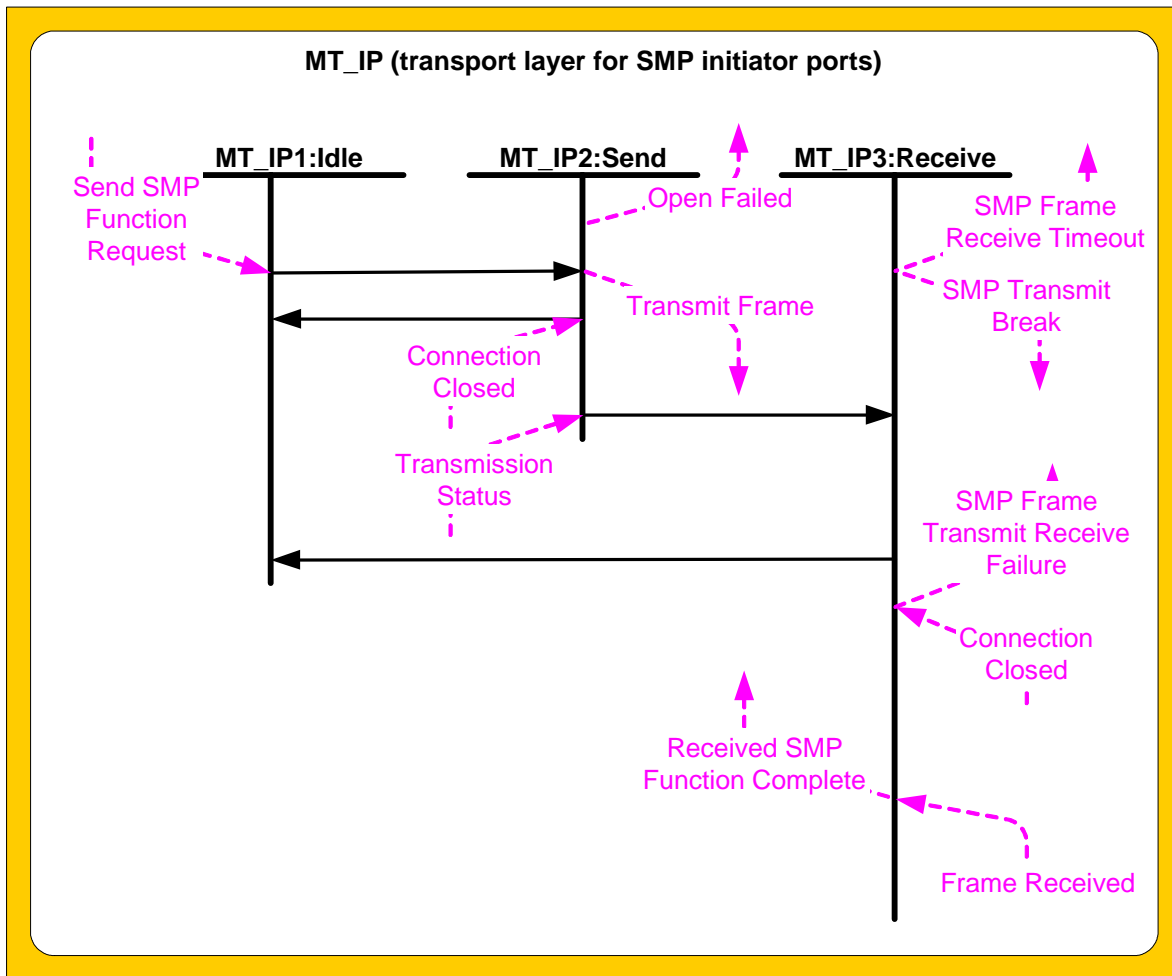 MT_IP (transport layer for SMP initiator ports)
MT_IP1:Idle
MT_IP2:Send
MT_IP3:Receive
Send SMP
Function
Request
Open Failed
SMP Frame
Receive Timeout
Transmit Frame
SMP Transmit
Break
Connection
Closed
Transmission
Status
SMP Frame
Transmit Receive
Failure
Connection
Closed
Received SMP
Function Complete
Frame Received